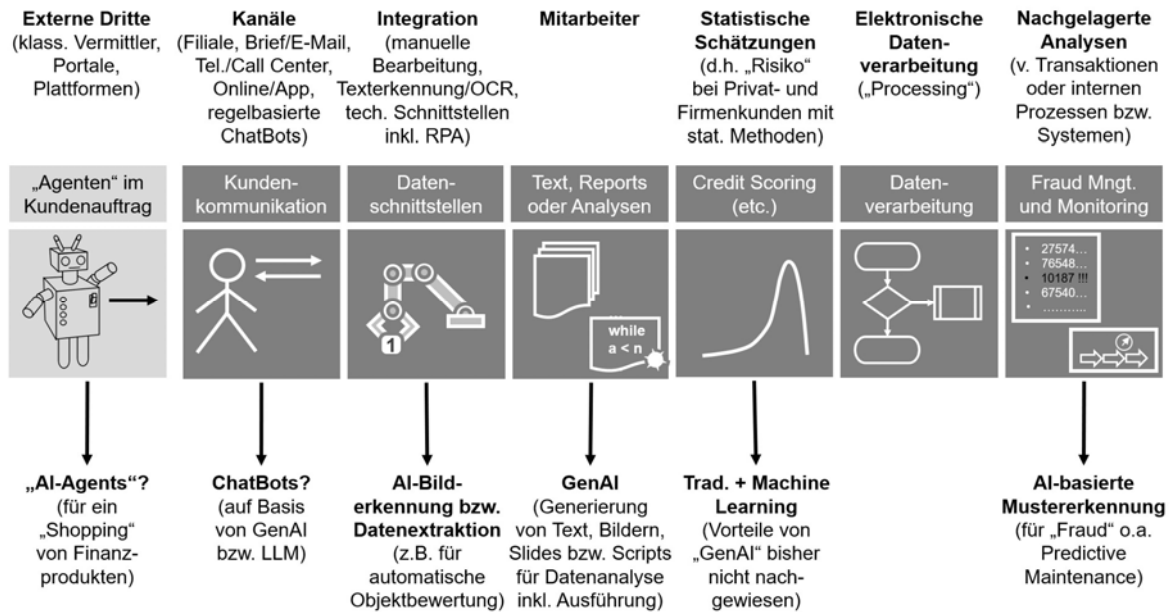 Externe Dritte
(klass. Vermittler,
Portale,
Plattformen)
Kanäle
(Filiale, Brief/E-Mail,
Tel./Call Center,
Online/App,
regelbasierte
ChatBots)
Integration
(manuelle
Bearbeitung,
Texterkennung/OCR,
tech. Schnittstellen
inkl. RPA)
Mitarbeiter
Statistische
Schätzungen
(d.h. „Risiko“
bei Privat- und
Firmenkunden mit
stat. Methoden)
Elektronische
Daten-
verarbeitung
(„Processing“)
Nachgelagerte
Analysen
(v. Transaktionen
oder internen
Prozessen bzw.
Systemen)
„Agenten“ im
Kundenauftrag
Kunden-
kommunikation
Daten-
schnittstellen
Text, Reports
oder Analysen
Credit Scoring
(etc.)
Daten-
verarbeitung
Fraud Mngt.
und Monitoring
1
...
while
a < n
• 27574...
• 76548...
• 10187 !!!
• 67540...
• ...........
„AI-Agents“?
(für ein
„Shopping“
von Finanz-
produkten)
ChatBots?
(auf Basis
von GenAI
bzw. LLM)
AI-Bild-
erkennung bzw.
Datenextraktion
(z.B. für
automatische
Objektbewertung)
GenAI
(Generierung
von Text, Bildern,
Slides bzw. Scripts
für Datenanalyse
inkl. Ausführung)
Trad. + Machine
Learning
(Vorteile von
„GenAI“ bisher
nicht nach-
gewiesen)
AI-basierte
Mustererkennung
(für „Fraud“ o.a.
Predictive
Maintenance)